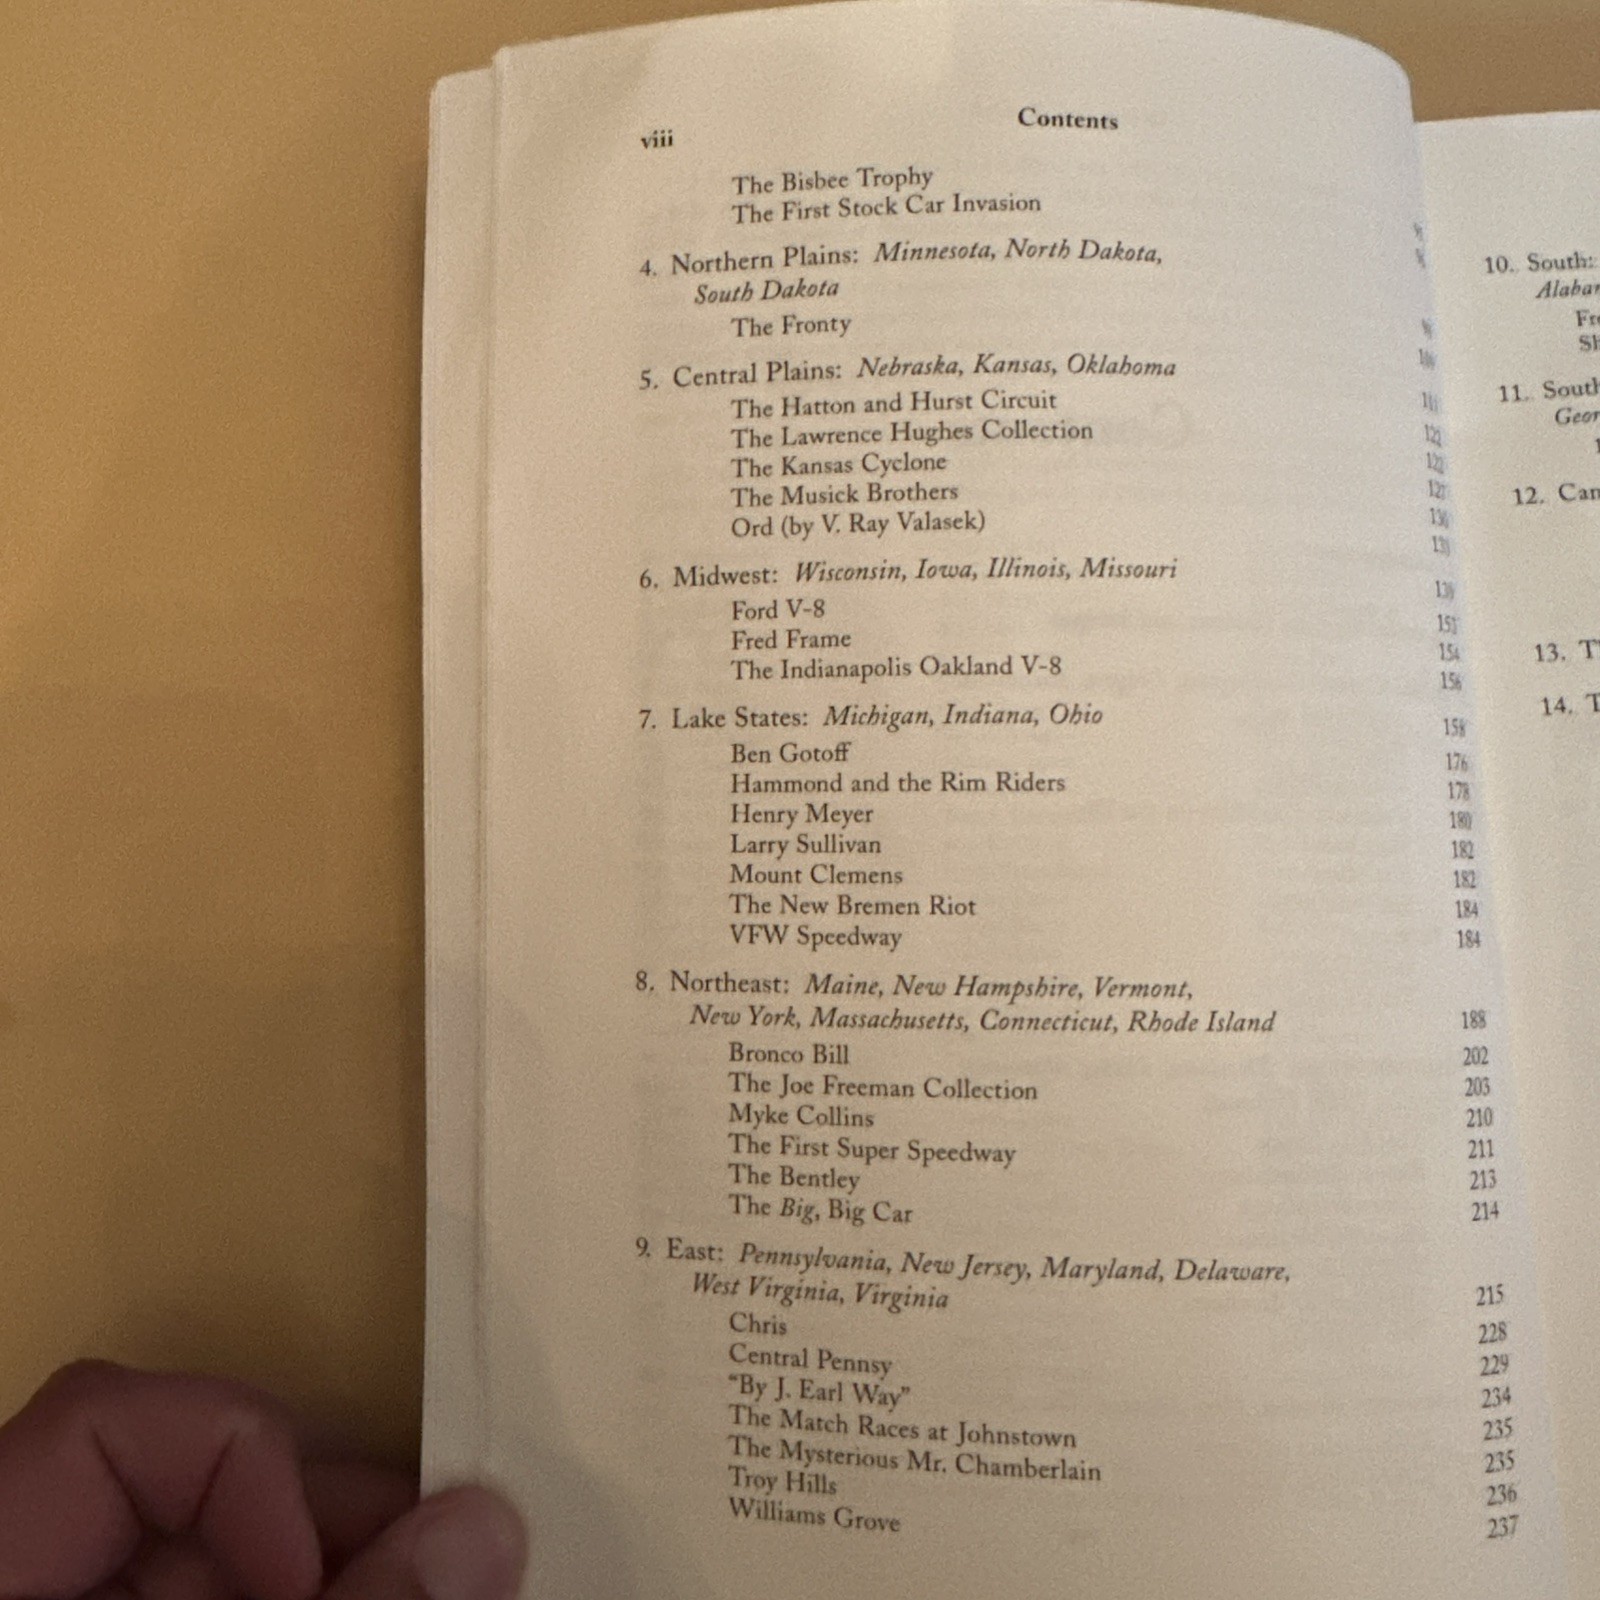 viii Contents
The Bisbee Trophy
The First Stock Car Invasion
4. Northern Plains: Minnesota, North Dakota,
South Dakota
The Fronty
5. Central Plains: Nebraska, Kansas, Oklahoma 111
The Hatton and Hurst Circuit 122
The Lawrence Hughes Collection 122
The Kansas Cyclone 127
The Musick Brothers
Ord (by V. Ray Valasek)
6. Midwest: Wisconsin, Iowa, Illinois, Missouri
Ford V-8 151
Fred Frame 154
The Indianapolis Oakland V-8 156
7. Lake States: Michigan, Indiana, Ohio 158
Ben Gotoff 176
Hammond and the Rim Riders 178
Henry Meyer 180
Larry Sullivan 182
Mount Clemens 182
The New Bremen Riot 184
VFW Speedway 184
8. Northeast: Maine, New Hampshire, Vermont,
New York, Massachusetts, Connecticut, Rhode Island 188
Bronco Bill 202
The Joe Freeman Collection 203
Myke Collins 210
The First Super Speedway 211
The Bentley 213
The Big, Big Car 214
9. East: Pennsylvania, New Jersey, Maryland, Delaware,
West Virginia, Virginia 215
Chris 228
Central Pennsy 229
"By J. Earl Way" 234
The Match Races at Johnstown 235
The Mysterious Mr. Chamberlain 235
Troy Hills 236
Williams Grove 237
10. South:
11.
12.
13.
14.